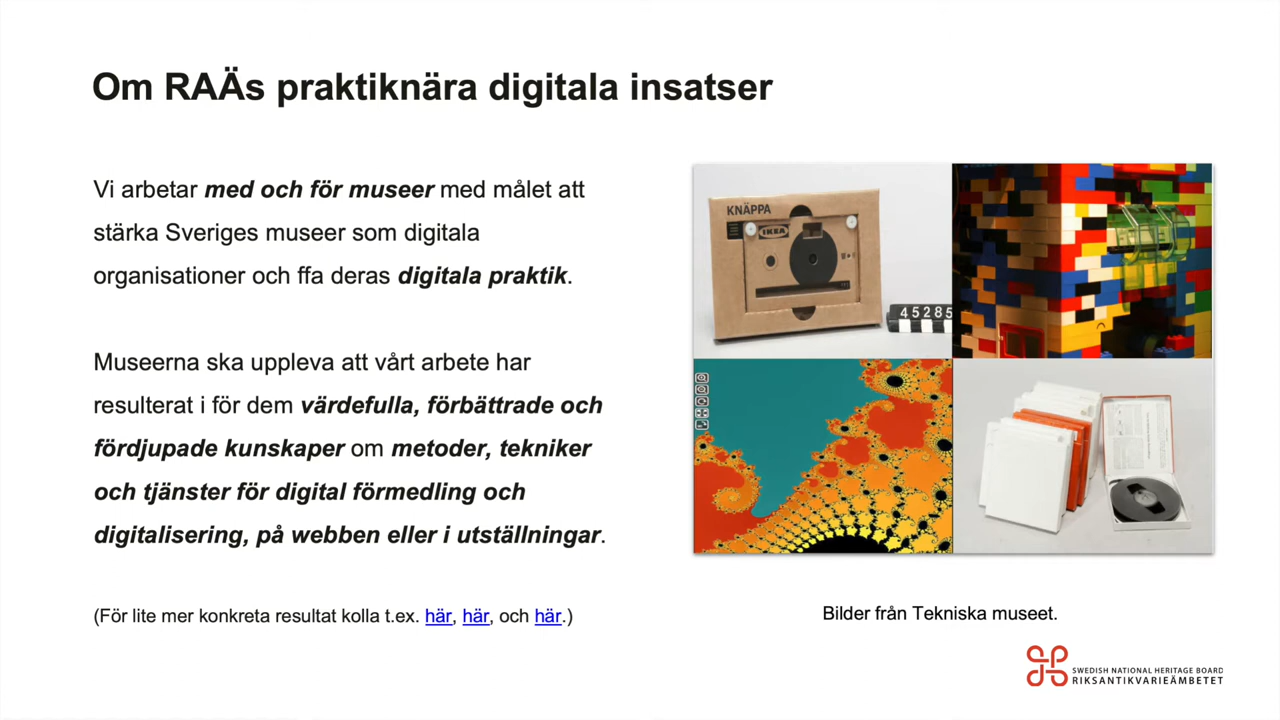 Om RAÄs praktiknära digitala insatser
Vi arbetar med och för museer med målet att
stärka Sveriges museer som digitala
organisationer och ffa deras digitala praktik.
Museerna ska uppleva att vårt arbete har
resulterat i för dem värdefulla, förbättrade och
fördjupade kunskaper om metoder, tekniker
och tjänster för digital förmedling och
digitalisering, på webben eller i utställningar.
(För lite mer konkreta resultat kolla t.ex. här, här, och här.)
KNÄPPA
IKEA
45285
Bilder från Tekniska museet.
SWEDISH NATIONAL HERITAGE BOARD
RIKSANTIKVARIEÄMBETET